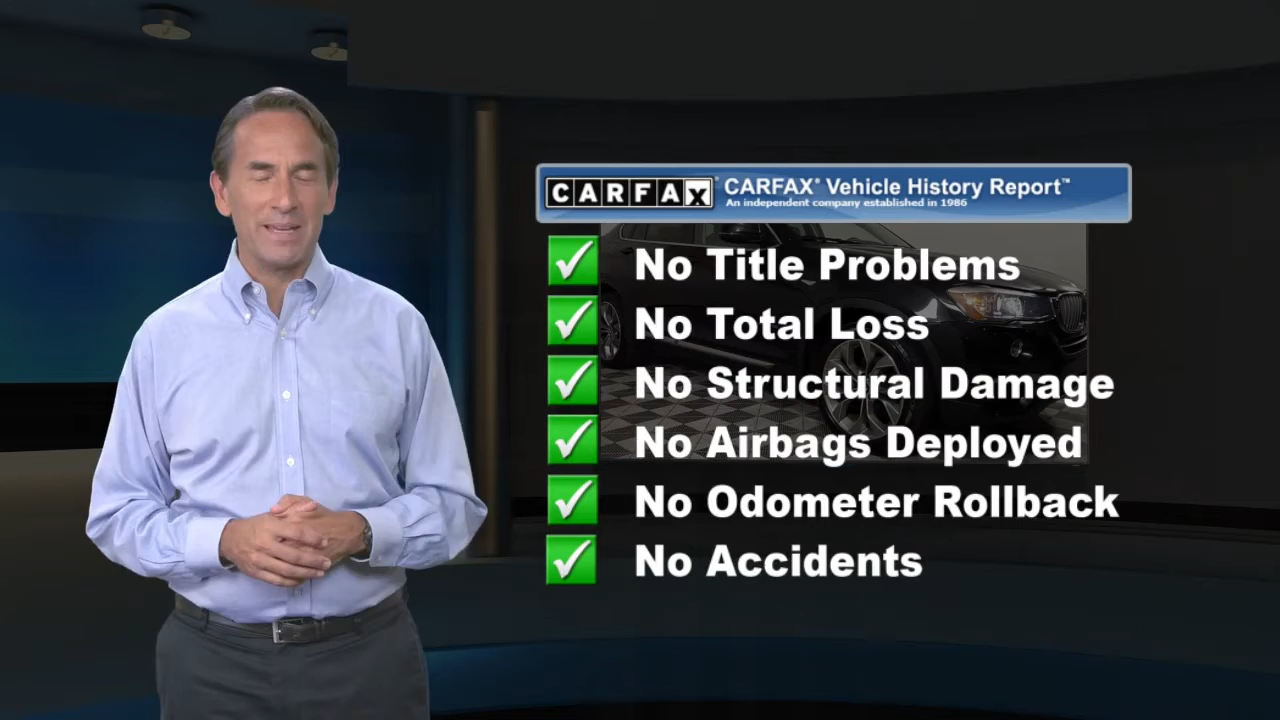 CARFAX
CARFAX® Vehicle History Report™
An independent company established in 1986
No Title Problems
No Total Loss
No Structural Damage
No Airbags Deployed
No Odometer Rollback
No Accidents